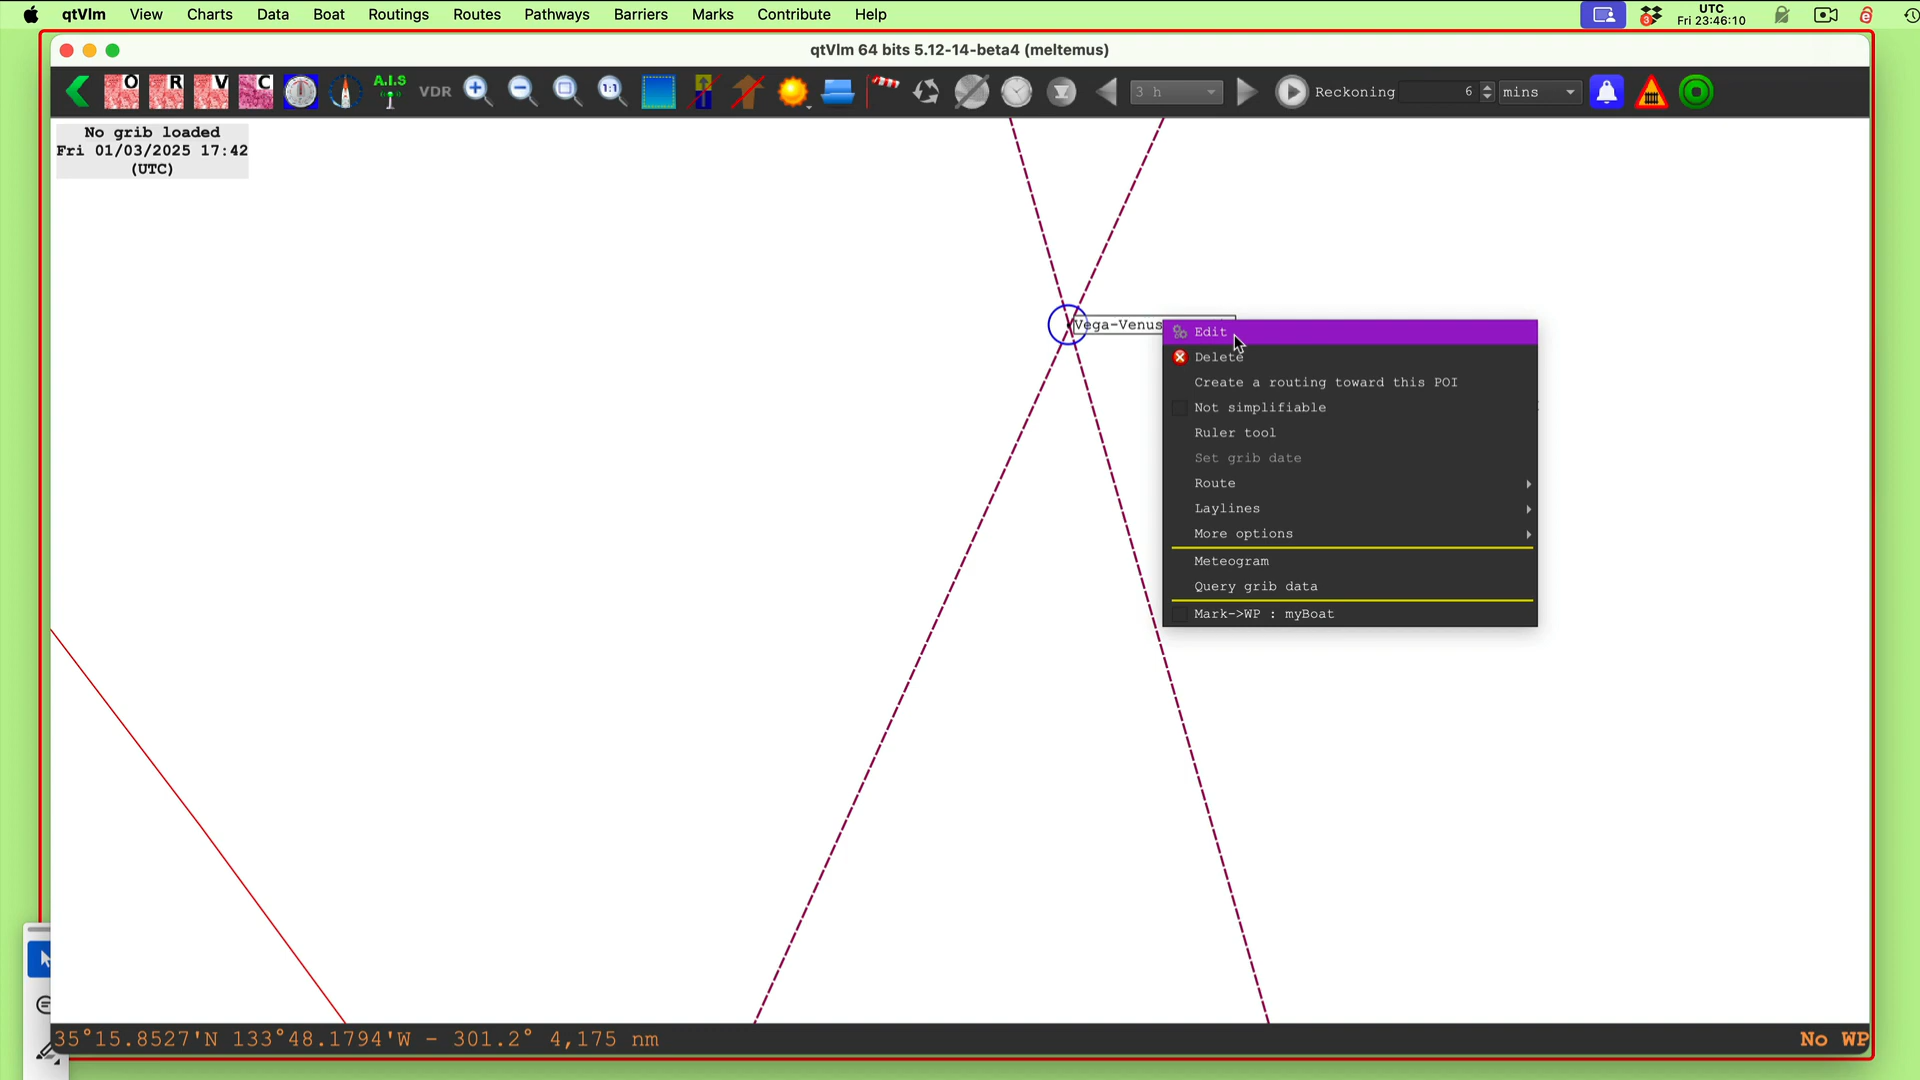 qtVlm View Charts Data Boat Routings Routes Pathways Barriers Marks Contribute Help
3
UTC
Fri 23:46:10
qtVlm 64 bits 5.12-14-beta4 (meltemus)
O R V C A.I.S VDR 1:1 3 h Reckoning 6 mins
No grib loaded
Fri 01/03/2025 17:42
(UTC)
Vega-Venus
Edit
Delete
Create a routing toward this POI
Not simplifiable
Ruler tool
Set grib date
Route
Laylines
More options
Meteogram
Query grib data
Mark->WP : myBoat
35°15.8527'N 133°48.1794'W - 301.2° 4,175 nm
No WP